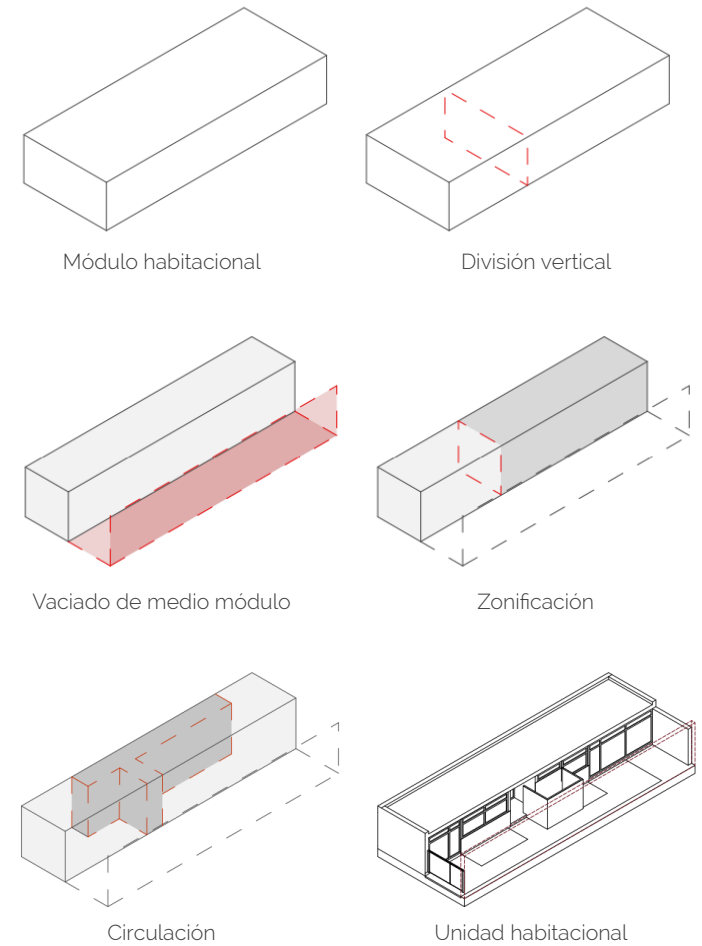 Módulo habitacional
División vertical
Vaciado de medio módulo
Zonificación
Circulación
Unidad habitacional